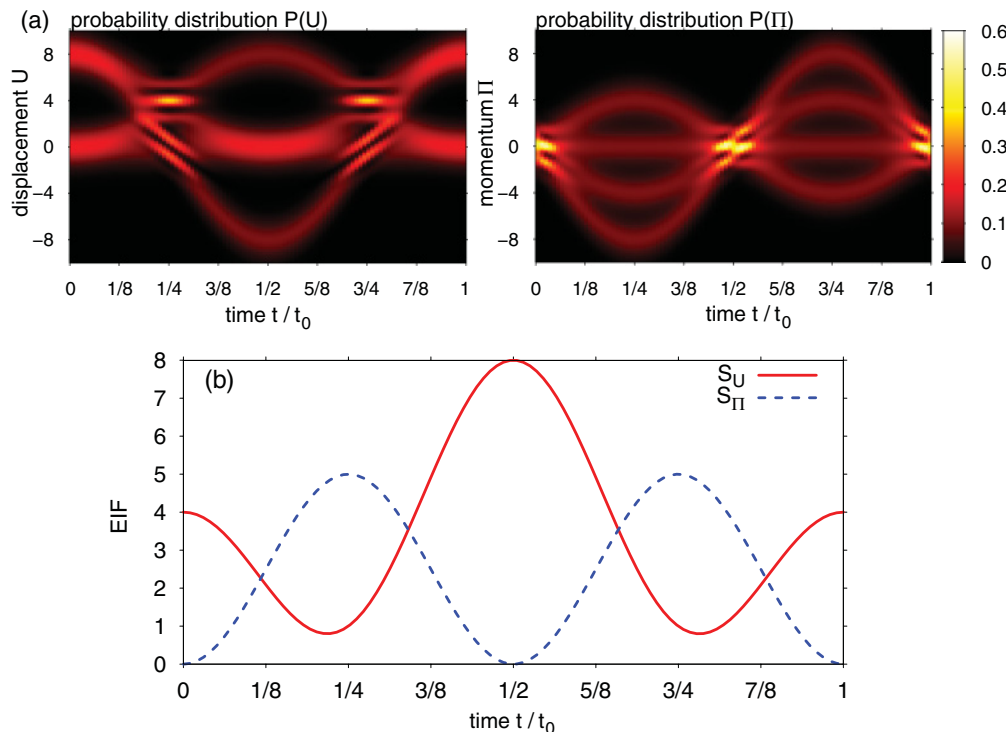 (a) probability distribution P(U)
probability distribution P(Π)
displacement U
8
4
0
−4
−8
0 1/8 1/4 3/8 1/2 5/8 3/4 7/8 1
time t / t0
momentum Π
8
4
0
−4
−8
0 1/8 1/4 3/8 1/2 5/8 3/4 7/8 1
time t / t0
0.6
0.5
0.4
0.3
0.2
0.1
0
(b)
SU
SΠ
EIF
8
7
6
5
4
3
2
1
0
0 1/8 1/4 3/8 1/2 5/8 3/4 7/8 1
time t / t0